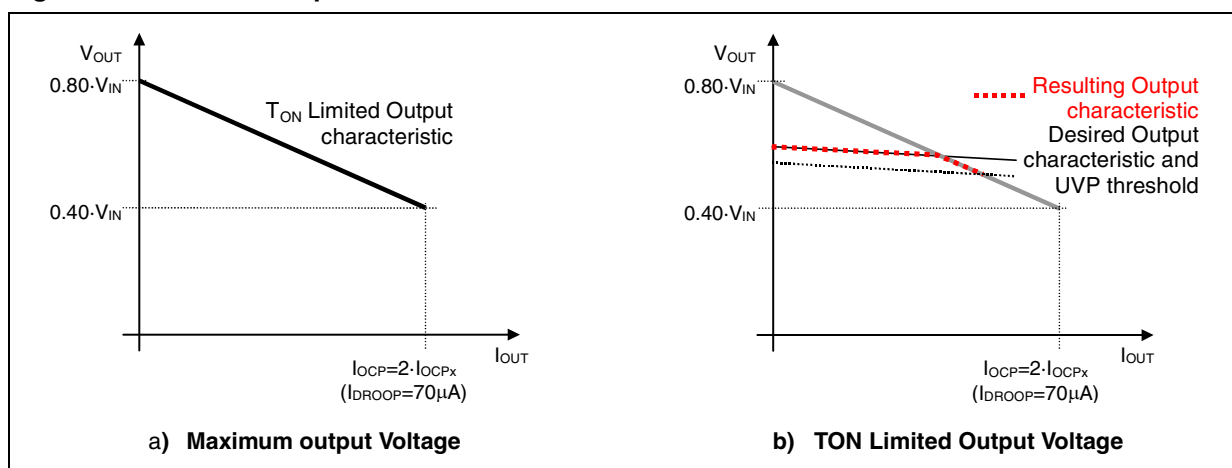 VOUT
0.80·VIN
TON Limited Output
characteristic
0.40·VIN
IOUT
IOCP=2·IOCPx
(IDROOP=70µA)
a) Maximum output Voltage
VOUT
0.80·VIN
Resulting Output
characteristic
Desired Output
characteristic and
UVP threshold
0.40·VIN
IOUT
IOCP=2·IOCPx
(IDROOP=70µA)
b) TON Limited Output Voltage